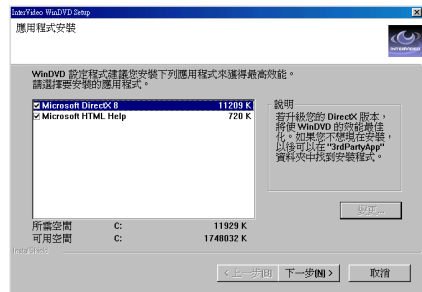 InterVideo WinDVD Setup
應用程式安裝
INTERVIDEO
WinDVD 設定程式建議您安裝下列應用程式來獲得最高效能。
請選擇要安裝的應用程式。
Microsoft DirectX 8 11209 K
Microsoft HTML Help 720 K
說明
若升級您的 DirectX 版本，
將使 WinDVD 的效能最佳
化。如果您不想現在安裝，
以後可以在 "3rdPartyApp"
資料夾中找到安裝程式。
變更...
所需空間 C: 11929 K
可用空間 C: 1748032 K
InstallShield
< 上一步(B) 下一步(N) > 取消